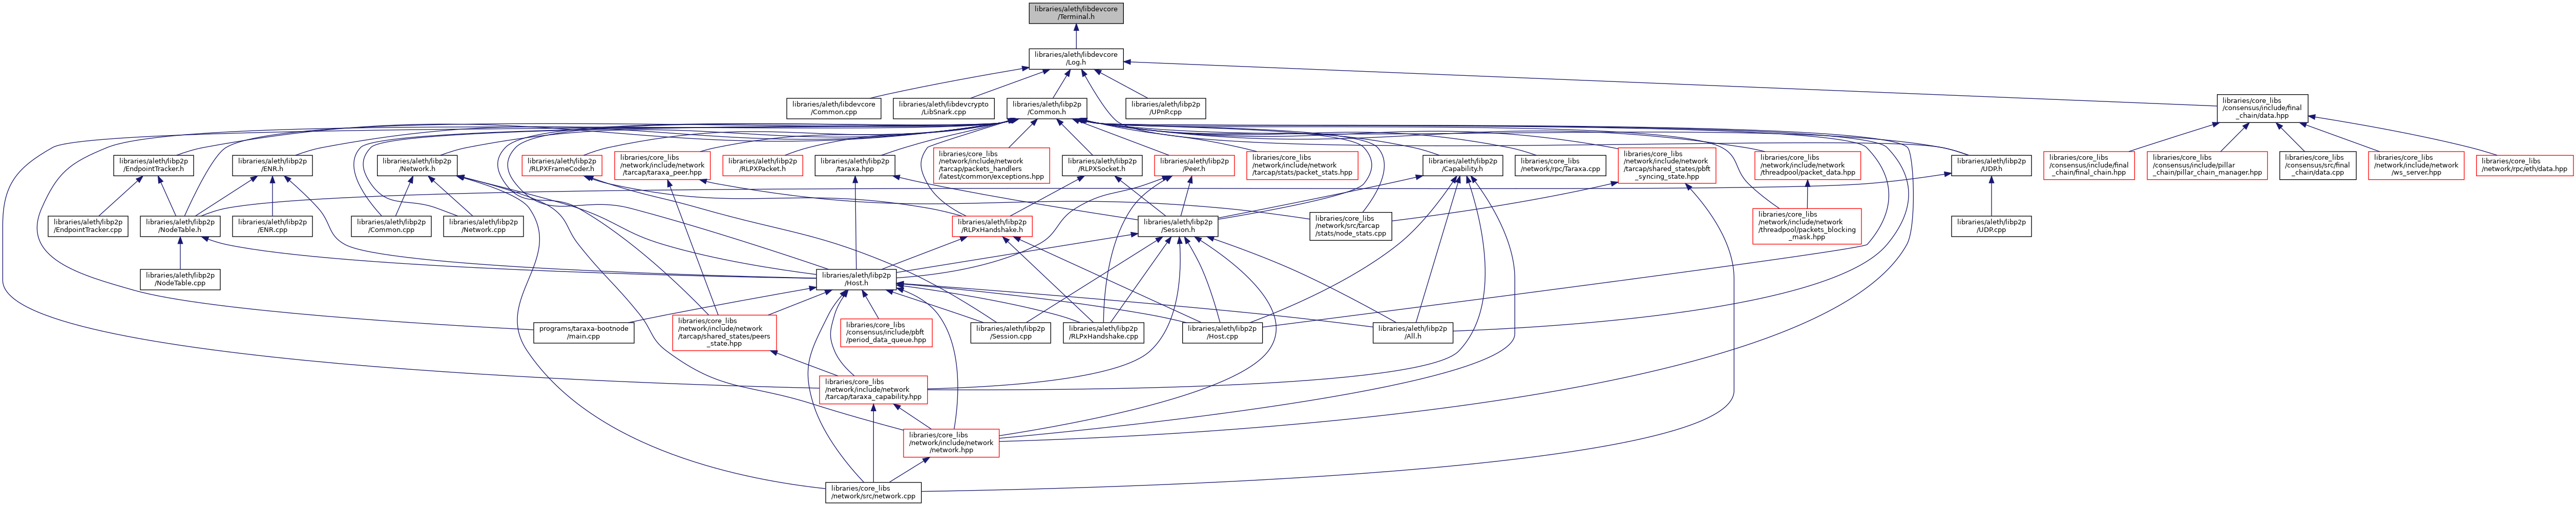 libraries/aleth/libdevcore
/Terminal.h
libraries/aleth/libdevcore
/Log.h
libraries/aleth/libdevcore
/Common.cpp
libraries/aleth/libdevcrypto
/LibSnark.cpp
libraries/aleth/libp2p
/Common.h
libraries/aleth/libp2p
/UPnP.cpp
libraries/core_libs
/consensus/include/final
_chain/data.hpp
libraries/aleth/libp2p
/EndpointTracker.h
libraries/aleth/libp2p
/ENR.h
libraries/aleth/libp2p
/Network.h
libraries/aleth/libp2p
/RLPXFrameCoder.h
libraries/core_libs
/network/include/network
/tarcap/taraxa_peer.hpp
libraries/aleth/libp2p
/RLPXPacket.h
libraries/aleth/libp2p
/taraxa.hpp
libraries/core_libs
/network/include/network
/tarcap/packets_handlers
/latest/common/exceptions.hpp
libraries/aleth/libp2p
/RLPXSocket.h
libraries/aleth/libp2p
/Peer.h
libraries/core_libs
/network/include/network
/tarcap/stats/packet_stats.hpp
libraries/aleth/libp2p
/Capability.h
libraries/core_libs
/network/rpc/Taraxa.cpp
libraries/core_libs
/network/include/network
/tarcap/shared_states/pbft
_syncing_state.hpp
libraries/core_libs
/network/include/network
/threadpool/packet_data.hpp
libraries/aleth/libp2p
/UDP.h
libraries/core_libs
/consensus/include/final
_chain/final_chain.hpp
libraries/core_libs
/consensus/include/pillar
_chain/pillar_chain_manager.hpp
libraries/core_libs
/consensus/src/final
_chain/data.cpp
libraries/core_libs
/network/include/network
/ws_server.hpp
libraries/core_libs
/network/rpc/eth/data.hpp
libraries/aleth/libp2p
/EndpointTracker.cpp
libraries/aleth/libp2p
/NodeTable.h
libraries/aleth/libp2p
/ENR.cpp
libraries/aleth/libp2p
/Common.cpp
libraries/aleth/libp2p
/Network.cpp
libraries/aleth/libp2p
/RLPxHandshake.h
libraries/aleth/libp2p
/Session.h
libraries/core_libs
/network/src/tarcap
/stats/node_stats.cpp
libraries/core_libs
/network/include/network
/threadpool/packets_blocking
_mask.hpp
libraries/aleth/libp2p
/UDP.cpp
libraries/aleth/libp2p
/NodeTable.cpp
libraries/aleth/libp2p
/Host.h
programs/taraxa-bootnode
/main.cpp
libraries/core_libs
/network/include/network
/tarcap/shared_states/peers
_state.hpp
libraries/core_libs
/consensus/include/pbft
/period_data_queue.hpp
libraries/aleth/libp2p
/Session.cpp
libraries/aleth/libp2p
/RLPxHandshake.cpp
libraries/aleth/libp2p
/Host.cpp
libraries/aleth/libp2p
/All.h
libraries/core_libs
/network/include/network
/tarcap/taraxa_capability.hpp
libraries/core_libs
/network/include/network
/network.hpp
libraries/core_libs
/network/src/network.cpp